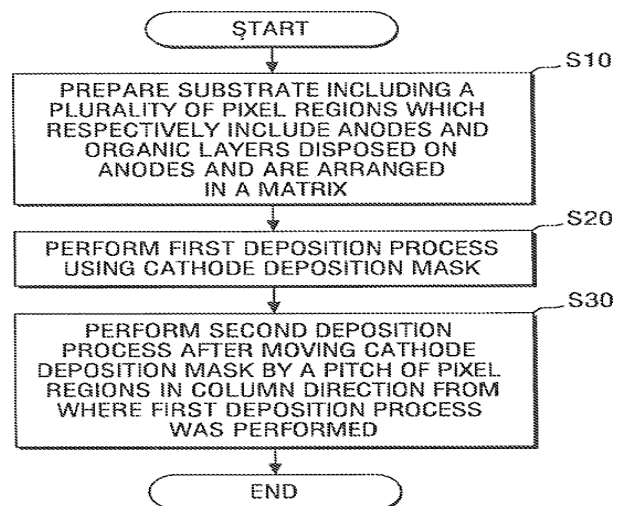 START
S10
PREPARE SUBSTRATE INCLUDING A
PLURALITY OF PIXEL REGIONS WHICH
RESPECTIVELY INCLUDE ANODES AND
ORGANIC LAYERS DISPOSED ON
ANODES AND ARE ARRANGED
IN A MATRIX
S20
PERFORM FIRST DEPOSITION PROCESS
USING CATHODE DEPOSITION MASK
S30
PERFORM SECOND DEPOSITION
PROCESS AFTER MOVING CATHODE
DEPOSITION MASK BY A PITCH OF PIXEL
REGIONS IN COLUMN DIRECTION FROM
WHERE FIRST DEPOSITION PROCESS
WAS PERFORMED
END